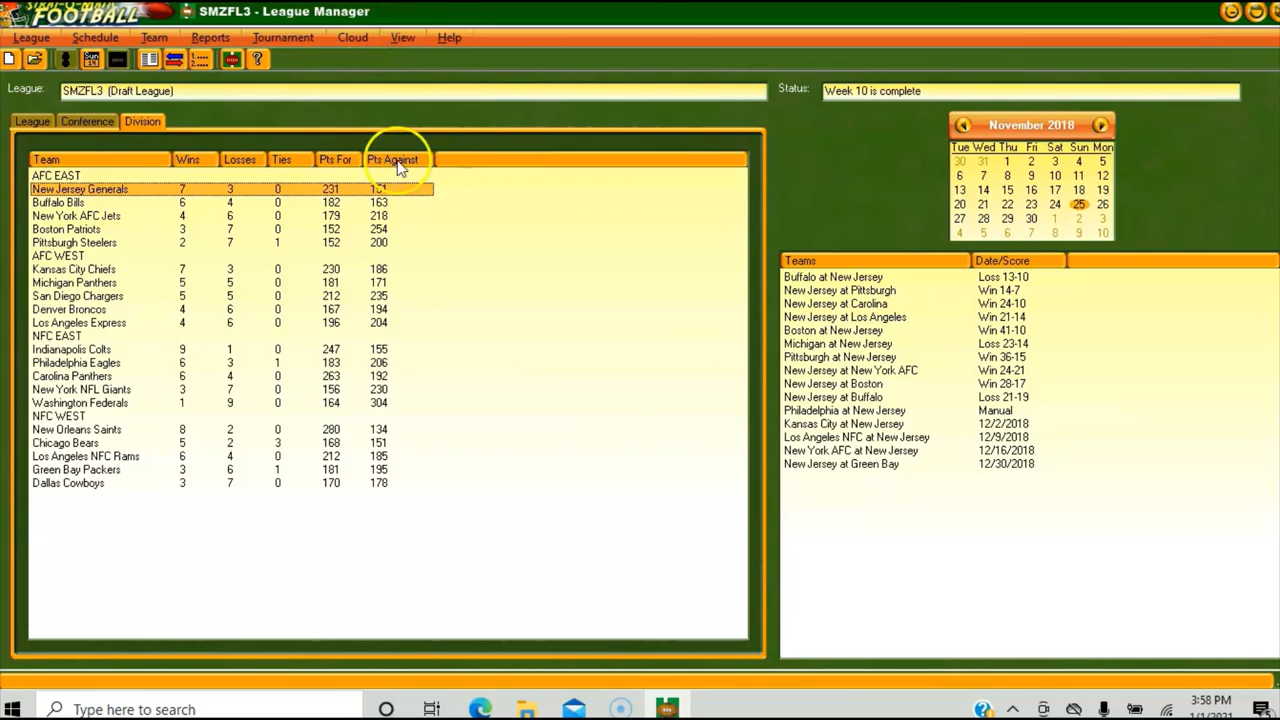 STRAT-O-MATIC
FOOTBALL
SMZFL3 - League Manager
League Schedule Team Reports Tournament Cloud View Help
League: SMZFL3 (Draft League) Status: Week 10 is complete
League Conference Division
November 2018
Tue Wed Thu Fri Sat Sun Mon
30 31 1 2 3 4 5
6 7 8 9 10 11 12
13 14 15 16 17 18 19
20 21 22 23 24 25 26
27 28 29 30 1 2 3
4 5 6 7 8 9 10
Team Wins Losses Ties Pts For Pts Against
AFC EAST
New Jersey Generals 7 3 0 231
Buffalo Bills 6 4 0 182 163
New York AFC Jets 4 6 0 179 218
Boston Patriots 3 7 0 152 254
Pittsburgh Steelers 2 7 1 152 200
AFC WEST
Kansas City Chiefs 7 3 0 230 186
Michigan Panthers 5 5 0 181 171
San Diego Chargers 5 5 0 212 235
Denver Broncos 4 6 0 167 194
Los Angeles Express 4 6 0 196 204
NFC EAST
Indianapolis Colts 9 1 0 247 155
Philadelphia Eagles 6 3 1 183 206
Carolina Panthers 6 4 0 263 192
New York NFL Giants 3 7 0 156 230
Washington Federals 1 9 0 164 304
NFC WEST
New Orleans Saints 8 2 0 280 134
Chicago Bears 5 2 3 168 151
Los Angeles NFC Rams 6 4 0 212 185
Green Bay Packers 3 6 1 181 195
Dallas Cowboys 3 7 0 170 178
Teams Date/Score
Buffalo at New Jersey Loss 13-10
New Jersey at Pittsburgh Win 14-7
New Jersey at Carolina Win 24-10
New Jersey at Los Angeles Win 21-14
Boston at New Jersey Win 41-10
Michigan at New Jersey Loss 23-14
Pittsburgh at New Jersey Win 36-15
New Jersey at New York AFC Win 24-21
New Jersey at Boston Win 28-17
New Jersey at Buffalo Loss 21-19
Philadelphia at New Jersey Manual
Kansas City at New Jersey 12/2/2018
Los Angeles NFC at New Jersey 12/9/2018
New York AFC at New Jersey 12/16/2018
New Jersey at Green Bay 12/30/2018
Type here to search
3:58 PM
1/1/2021